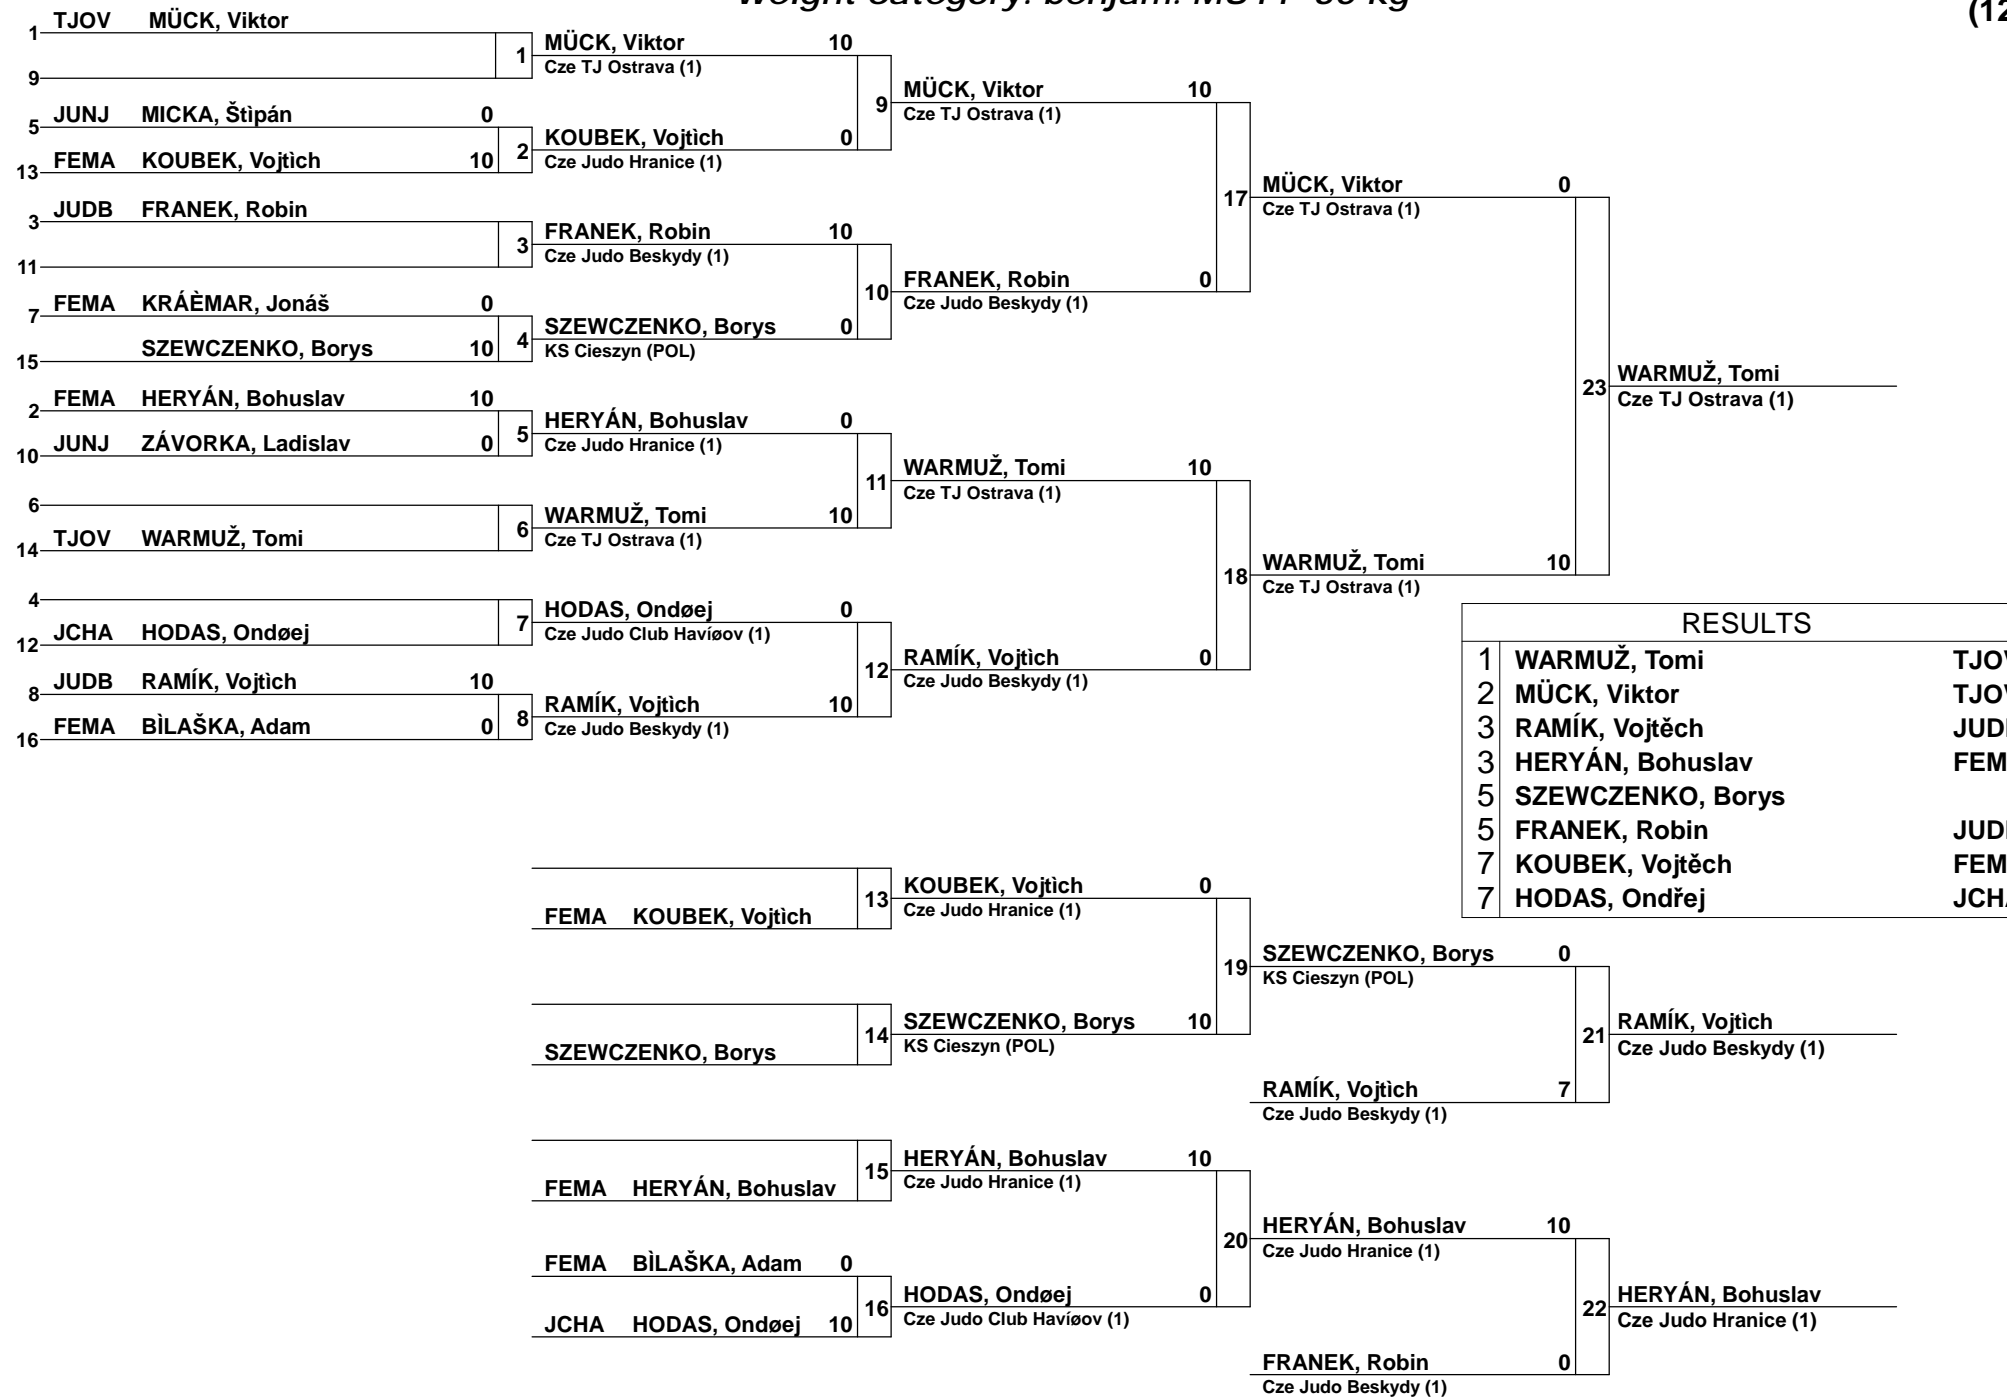 (12
1 TJOV MÜCK, Viktor
9
1
5 JUNJ MICKA, Štìpán 0
13 FEMA KOUBEK, Vojtìch 10
2
3 JUDB FRANEK, Robin
11
3
7 FEMA KRÁÈMAR, Jonáš 0
15 SZEWCZENKO, Borys 10
4
2 FEMA HERYÁN, Bohuslav 10
10 JUNJ ZÁVORKA, Ladislav 0
5
6
14 TJOV WARMUŽ, Tomi
6
4
12 JCHA HODAS, Ondøej
7
8 JUDB RAMÍK, Vojtìch 10
16 FEMA BÌLAŠKA, Adam 0
8
MÜCK, Viktor 10
Cze TJ Ostrava (1)
9
KOUBEK, Vojtìch 0
Cze Judo Hranice (1)
FRANEK, Robin 10
Cze Judo Beskydy (1)
10
SZEWCZENKO, Borys 0
KS Cieszyn (POL)
HERYÁN, Bohuslav 0
Cze Judo Hranice (1)
11
WARMUŽ, Tomi 10
Cze TJ Ostrava (1)
HODAS, Ondøej 0
Cze Judo Club Havíøov (1)
12
RAMÍK, Vojtìch 10
Cze Judo Beskydy (1)
MÜCK, Viktor 10
Cze TJ Ostrava (1)
17
FRANEK, Robin 0
Cze Judo Beskydy (1)
WARMUŽ, Tomi 10
Cze TJ Ostrava (1)
18
RAMÍK, Vojtìch 0
Cze Judo Beskydy (1)
MÜCK, Viktor 0
Cze TJ Ostrava (1)
23
WARMUŽ, Tomi 10
Cze TJ Ostrava (1)
WARMUŽ, Tomi
Cze TJ Ostrava (1)
RESULTS
1 WARMUŽ, Tomi TJOV
2 MÜCK, Viktor TJOV
3 RAMÍK, Vojtěch JUDB
3 HERYÁN, Bohuslav FEM
5 SZEWCZENKO, Borys
5 FRANEK, Robin JUDB
7 KOUBEK, Vojtěch FEM
7 HODAS, Ondřej JCHA
13
FEMA KOUBEK, Vojtìch
14
SZEWCZENKO, Borys
15
FEMA HERYÁN, Bohuslav
FEMA BÌLAŠKA, Adam 0
16
JCHA HODAS, Ondøej 10
KOUBEK, Vojtìch 0
Cze Judo Hranice (1)
19
SZEWCZENKO, Borys 10
KS Cieszyn (POL)
HERYÁN, Bohuslav 10
Cze Judo Hranice (1)
20
HODAS, Ondøej 0
Cze Judo Club Havíøov (1)
SZEWCZENKO, Borys 0
KS Cieszyn (POL)
21
RAMÍK, Vojtìch 7
Cze Judo Beskydy (1)
HERYÁN, Bohuslav 10
Cze Judo Hranice (1)
22
FRANEK, Robin 0
Cze Judo Beskydy (1)
RAMÍK, Vojtìch
Cze Judo Beskydy (1)
HERYÁN, Bohuslav
Cze Judo Hranice (1)